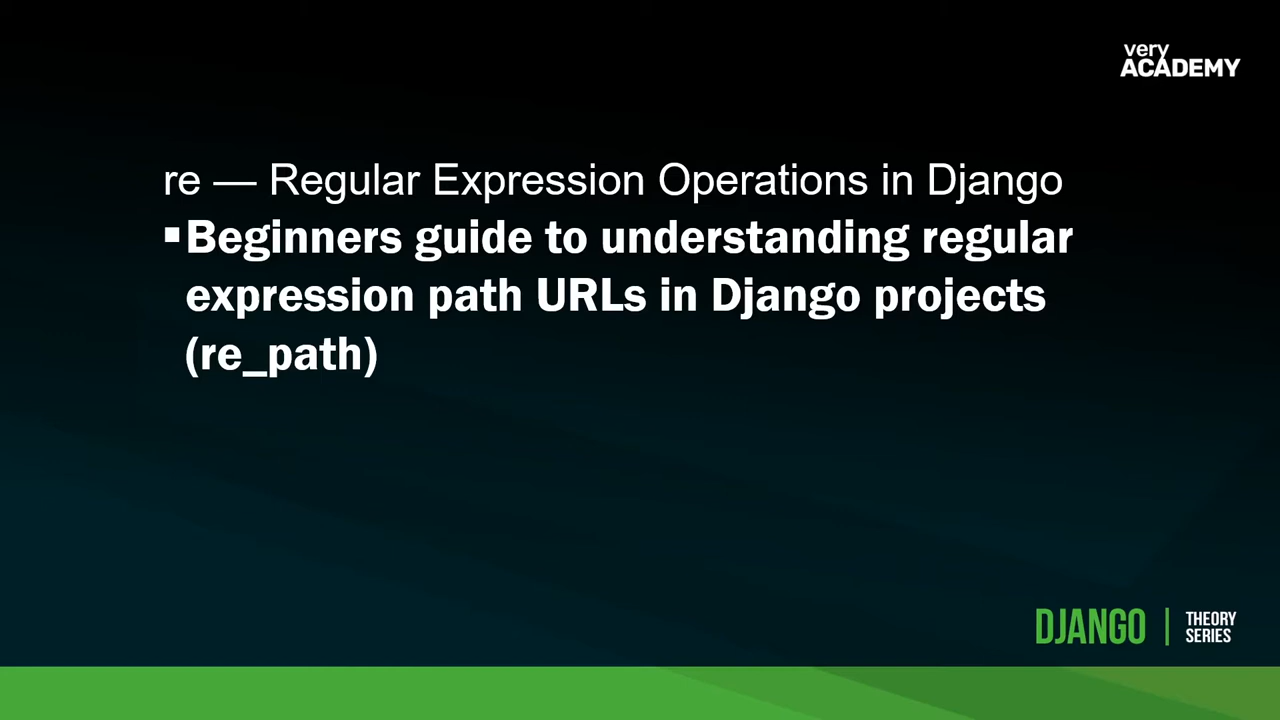 very
ACADEMY
re — Regular Expression Operations in Django
▪Beginners guide to understanding regular
expression path URLs in Django projects
(re_path)
DJANGO | THEORY
SERIES